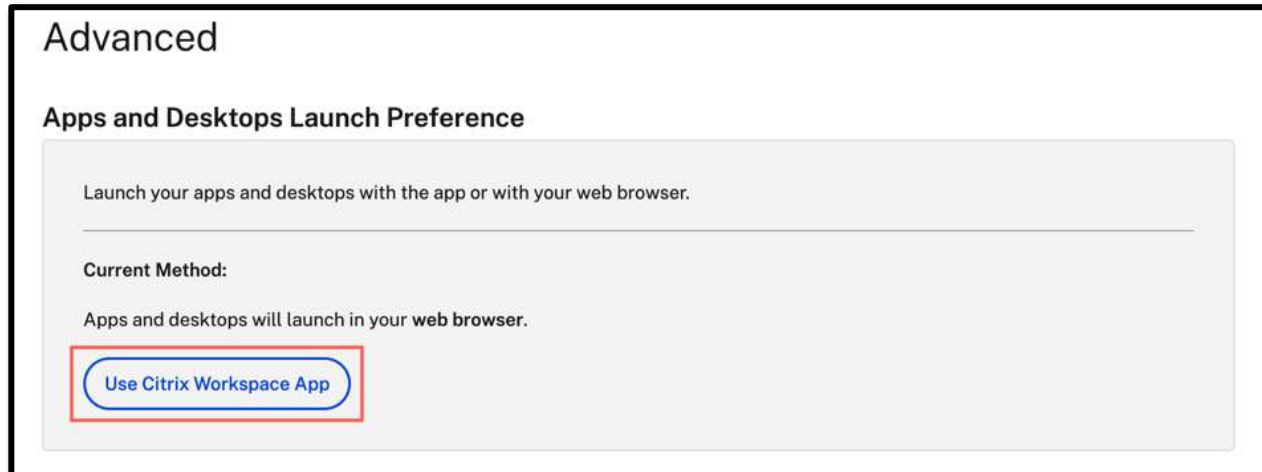 Advanced
Apps and Desktops Launch Preference
Launch your apps and desktops with the app or with your web browser.
Current Method:
Apps and desktops will launch in your web browser.
Use Citrix Workspace App